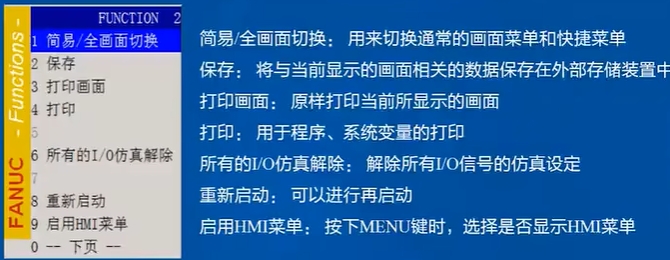 FANUC - Functions -
FUNCTION 2
1 简易/全画面切换
2 保存
3 打印画面
4 打印
5
6 所有的I/O仿真解除
7
8 重新启动
9 启用HMI菜单
0 -- 下页 --
简易/全画面切换： 用来切换通常的画面菜单和快捷菜单
保存： 将与当前显示的画面相关的数据保存在外部存储装置中
打印画面： 原样打印当前所显示的画面
打印： 用于程序、系统变量的打印
所有的I/O仿真解除： 解除所有I/O信号的仿真设定
重新启动： 可以进行再启动
启用HMI菜单： 按下MENU键时，选择是否显示HMI菜单